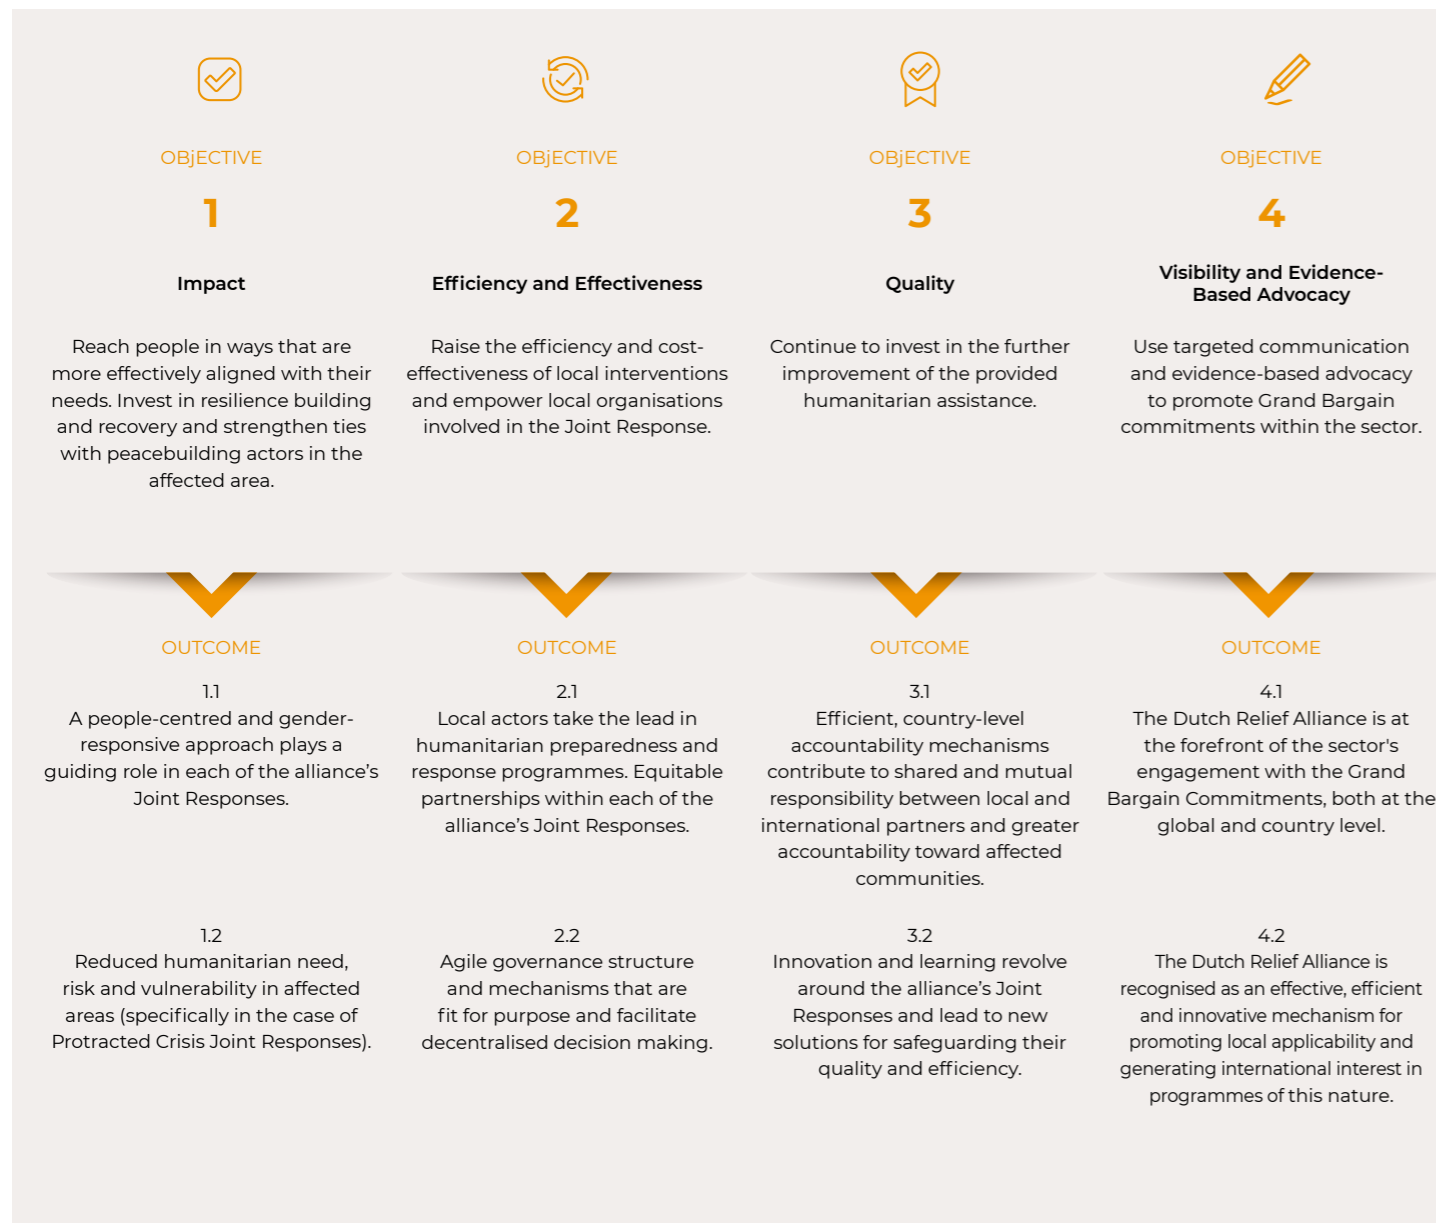 OBjECTIVE
1
Impact
Reach people in ways that are
more effectively aligned with their
needs. Invest in resilience building
and recovery and strengthen ties
with peacebuilding actors in the
affected area.
OUTCOME
1.1
A people-centred and gender-
responsive approach plays a
guiding role in each of the alliance’s
Joint Responses.
1.2
Reduced humanitarian need,
risk and vulnerability in affected
areas (specifically in the case of
Protracted Crisis Joint Responses).
OBjECTIVE
2
Efficiency and Effectiveness
Raise the efficiency and cost-
effectiveness of local interventions
and empower local organisations
involved in the Joint Response.
OUTCOME
2.1
Local actors take the lead in
humanitarian preparedness and
response programmes. Equitable
partnerships within each of the
alliance’s Joint Responses.
2.2
Agile governance structure
and mechanisms that are
fit for purpose and facilitate
decentralised decision making.
OBjECTIVE
3
Quality
Continue to invest in the further
improvement of the provided
humanitarian assistance.
OUTCOME
3.1
Efficient, country-level
accountability mechanisms
contribute to shared and mutual
responsibility between local and
international partners and greater
accountability toward affected
communities.
3.2
Innovation and learning revolve
around the alliance’s Joint
Responses and lead to new
solutions for safeguarding their
quality and efficiency.
OBjECTIVE
4
Visibility and Evidence-
Based Advocacy
Use targeted communication
and evidence-based advocacy
to promote Grand Bargain
commitments within the sector.
OUTCOME
4.1
The Dutch Relief Alliance is at
the forefront of the sector's
engagement with the Grand
Bargain Commitments, both at the
global and country level.
4.2
The Dutch Relief Alliance is
recognised as an effective, efficient
and innovative mechanism for
promoting local applicability and
generating international interest in
programmes of this nature.